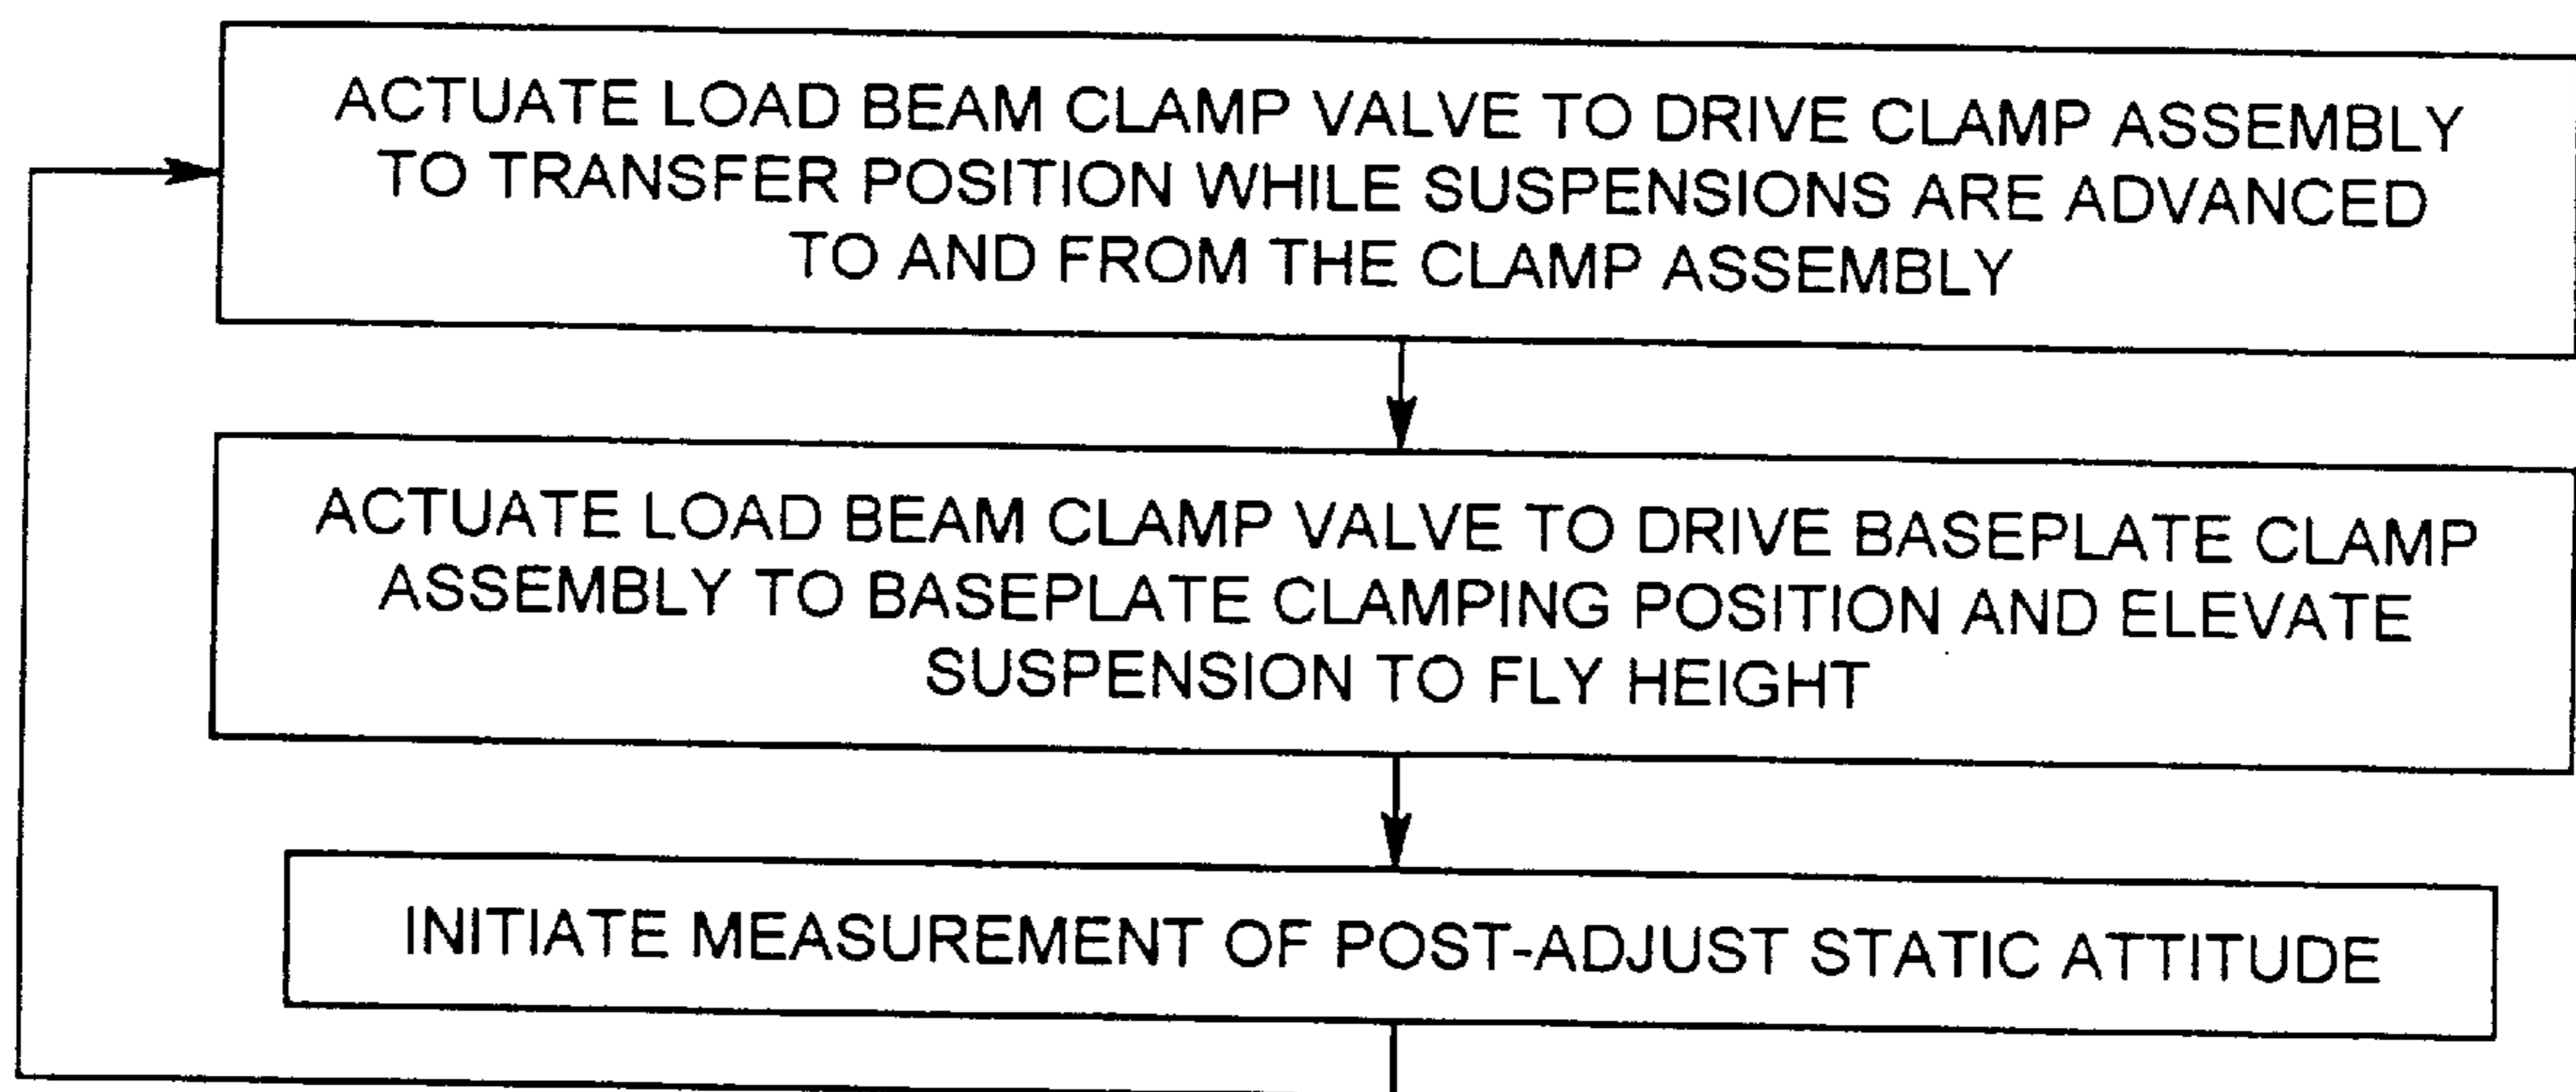 ACTUATE LOAD BEAM CLAMP VALVE TO DRIVE CLAMP ASSEMBLY
TO TRANSFER POSITION WHILE SUSPENSIONS ARE ADVANCED
TO AND FROM THE CLAMP ASSEMBLY
ACTUATE LOAD BEAM CLAMP VALVE TO DRIVE BASEPLATE CLAMP
ASSEMBLY TO BASEPLATE CLAMPING POSITION AND ELEVATE
SUSPENSION TO FLY HEIGHT
INITIATE MEASUREMENT OF POST-ADJUST STATIC ATTITUDE